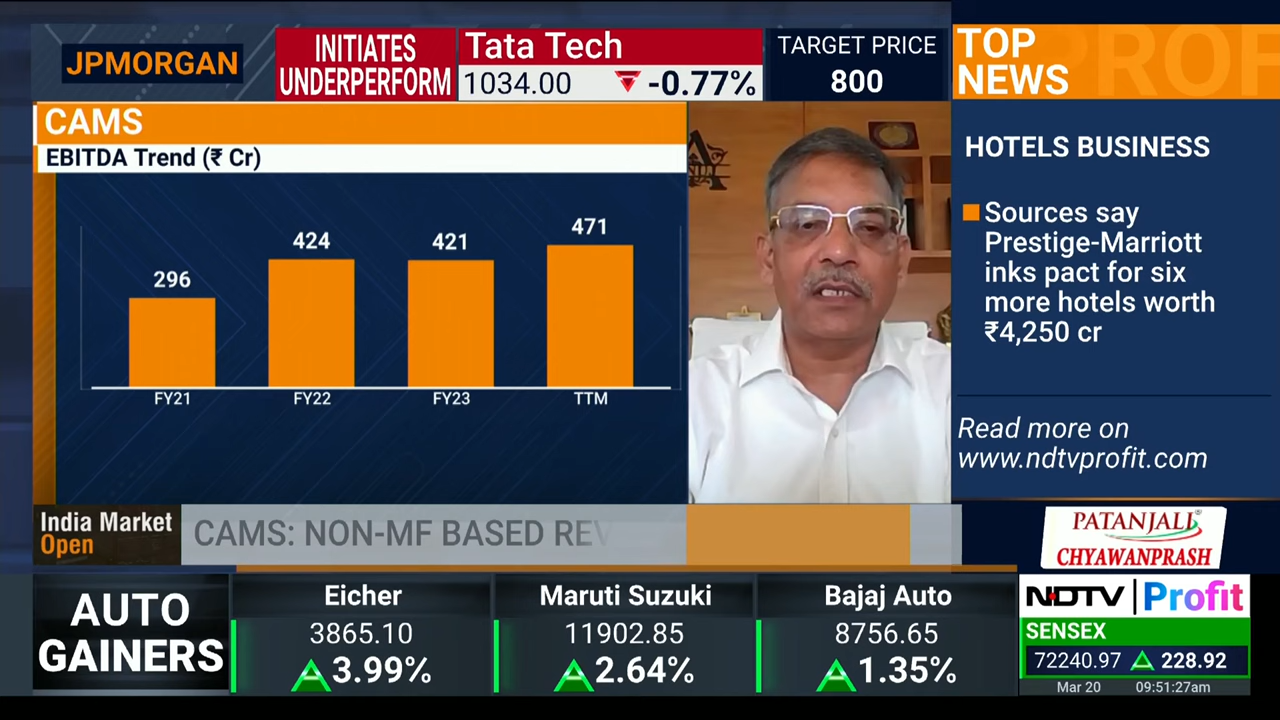 JPMORGAN
INITIATES
UNDERPERFORM
Tata Tech
1034.00 -0.77%
TARGET PRICE
800
TOP
NEWS
CAMS
EBITDA Trend (₹ Cr)
296
424
421
471
FY21
FY22
FY23
TTM
HOTELS BUSINESS
Sources say
Prestige-Marriott
inks pact for six
more hotels worth
₹4,250 cr
Read more on
www.ndtvprofit.com
India Market
Open
CAMS: NON-MF BASED REV
PATANJALI
CHYAWANPRASH
AUTO
GAINERS
Eicher
3865.10
3.99%
Maruti Suzuki
11902.85
2.64%
Bajaj Auto
8756.65
1.35%
NDTV Profit
SENSEX
72240.97 228.92
Mar 20 09:51:27am